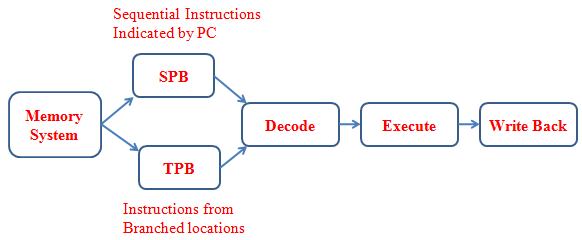 Sequential Instructions
Indicated by PC
SPB
Memory
System
Decode
Execute
Write Back
TPB
Instructions from
Branched locations